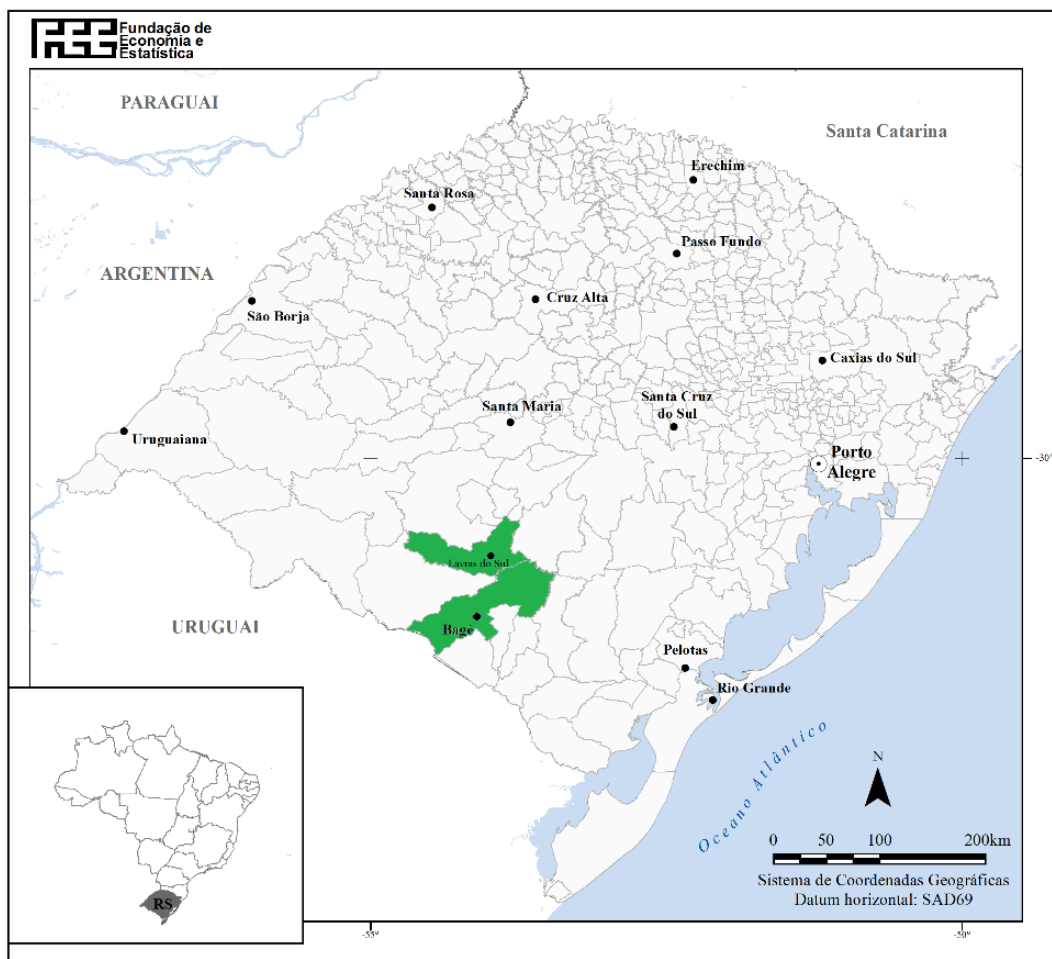 FEE
Fundação de
Economia e
Estatística
PARAGUAI
Santa Catarina
Erechim
Santa Rosa
Passo Fundo
ARGENTINA
Cruz Alta
São Borja
Caxias do Sul
Santa Cruz
do Sul
Santa Maria
Uruguaiana
Porto
Alegre
-30°
Lavras do Sul
URUGUAI
Bagé
Pelotas
Rio Grande
Oceano Atlântico
N
0 50 100 200km
Sistema de Coordenadas Geográficas
Datum horizontal: SAD69
RS
-55°
-50°